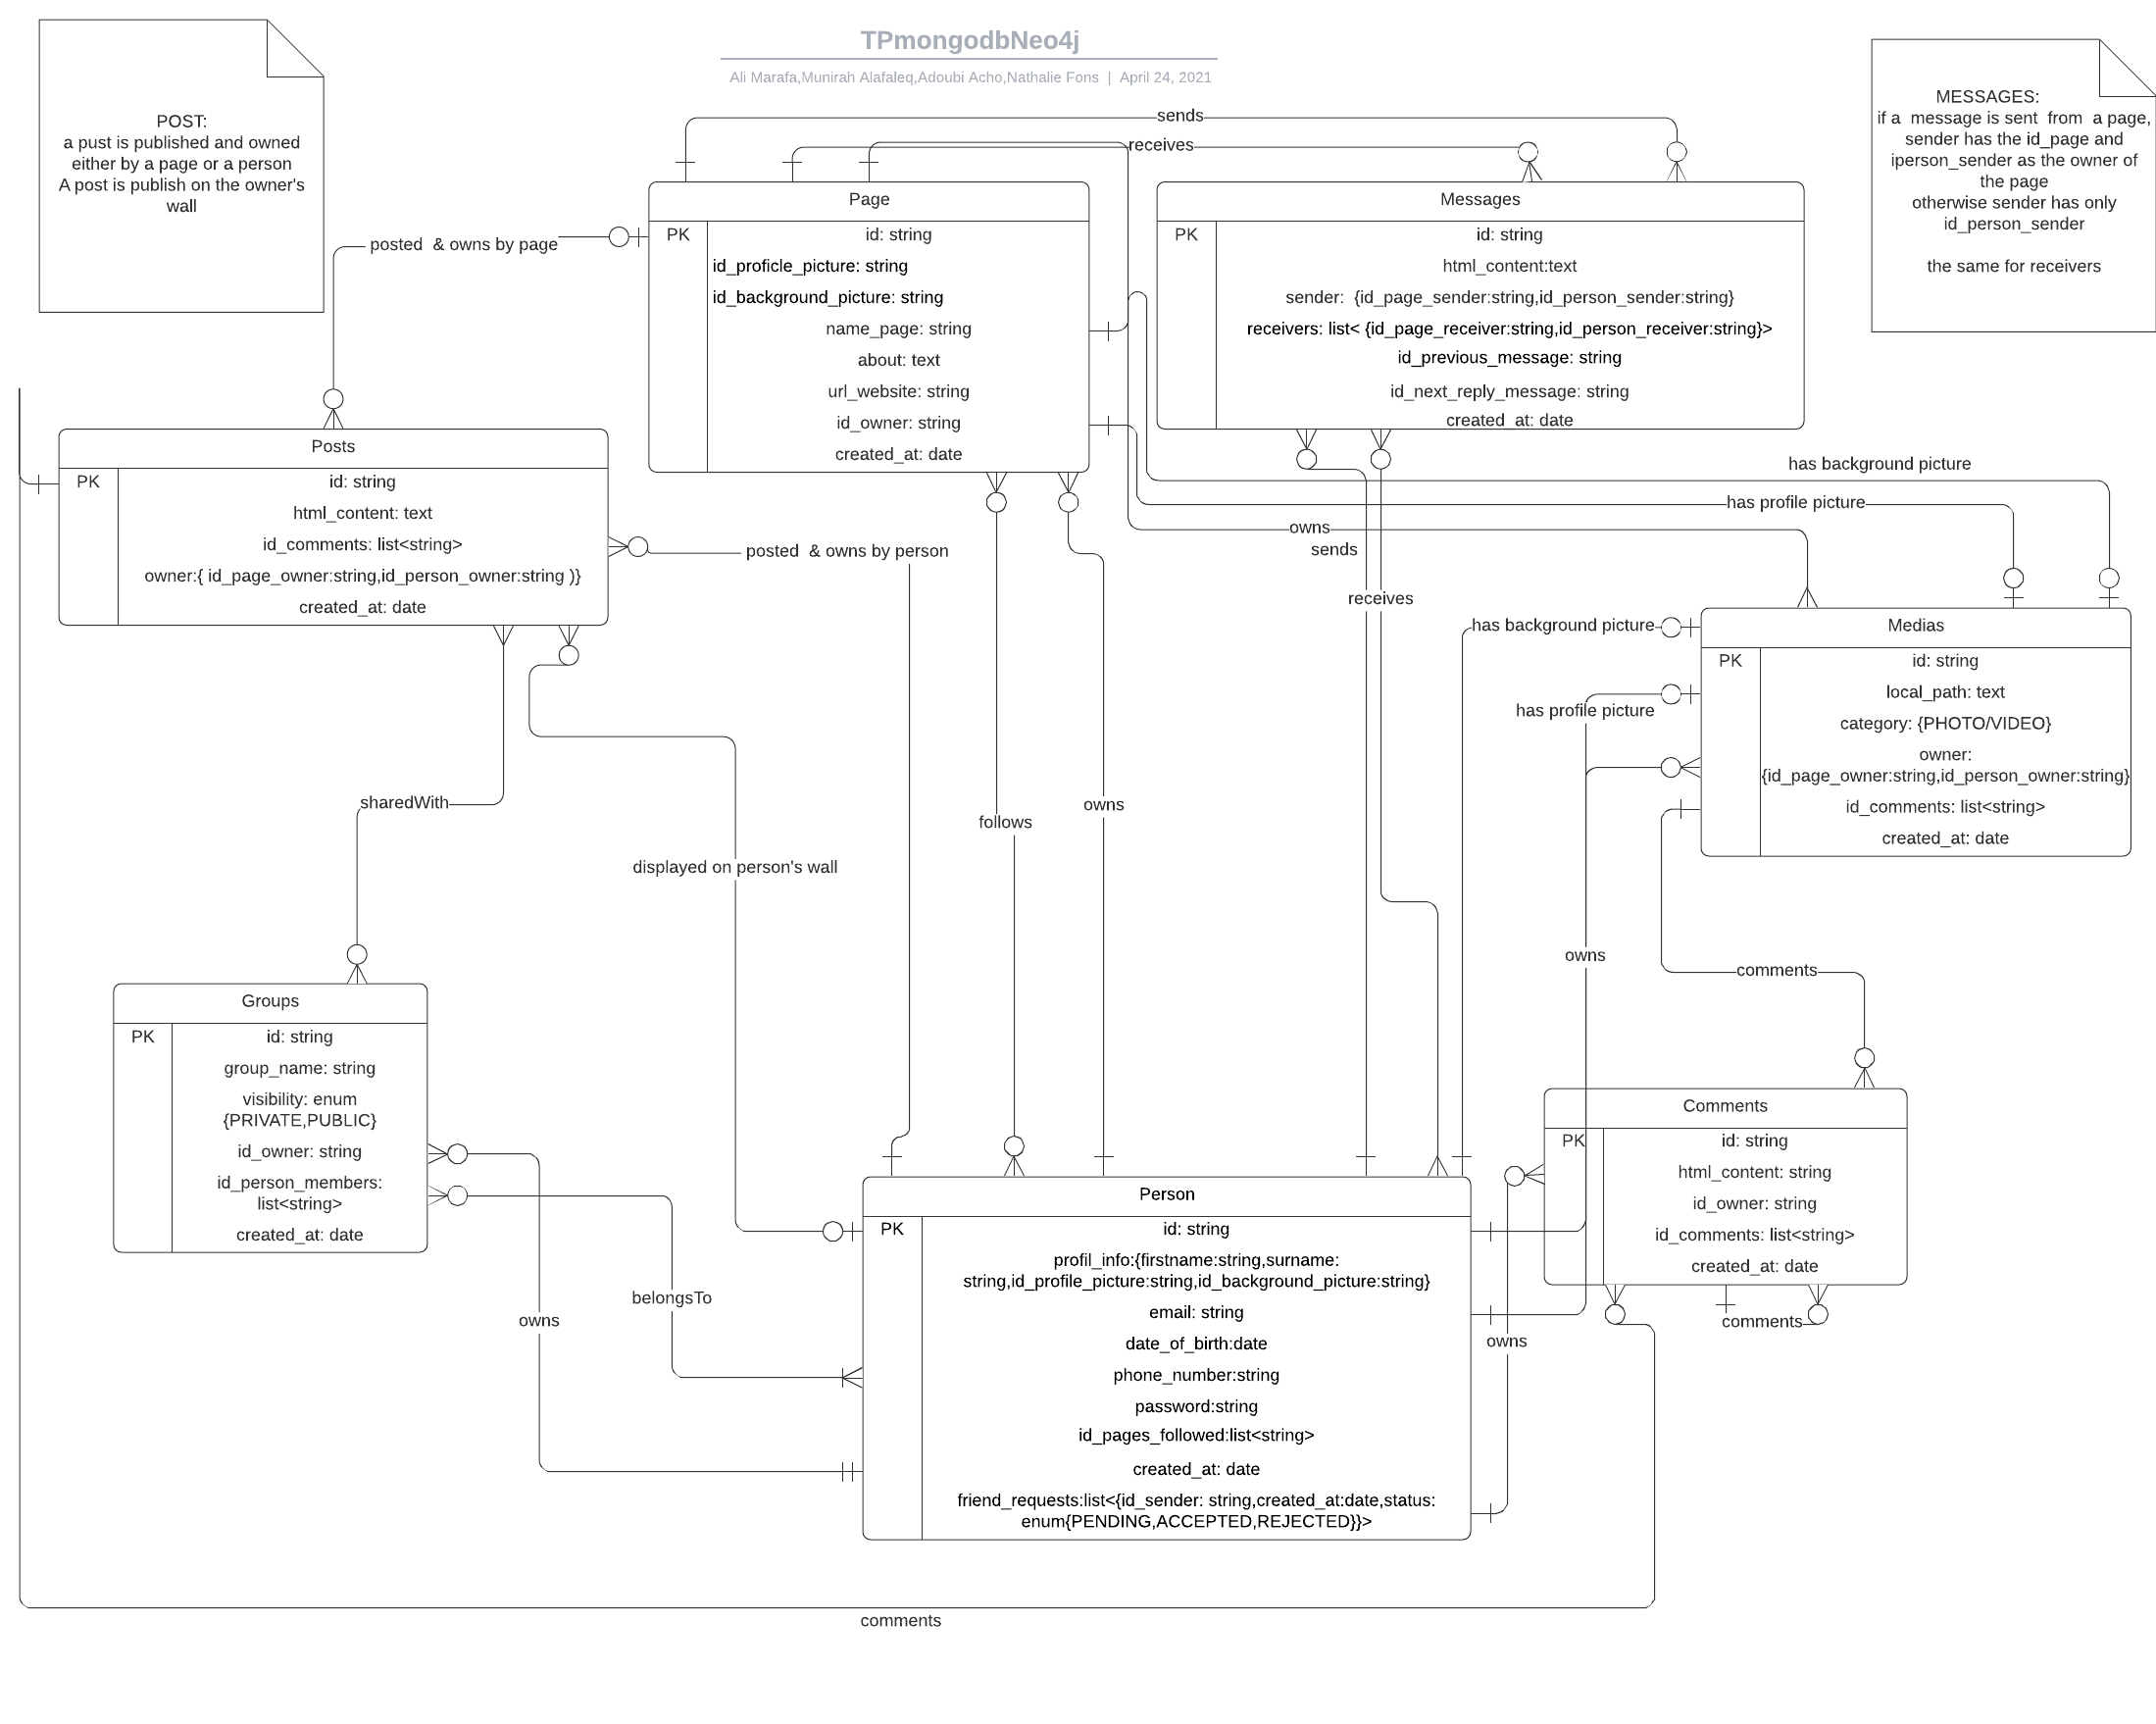 TPmongodbNeo4j
Ali Marafa,Munirah Alafaleq,Adoubi Acho,Nathalie Fons | April 24, 2021
POST:
a pust is published and owned
either by a page or a person
A post is publish on the owner's
wall
MESSAGES:
if a message is sent from a page,
sender has the id_page and
iperson_sender as the owner of
the page
otherwise sender has only
id_person_sender
the same for receivers
sends
receives
posted & owns by page
Page
PK
id: string
id_proficle_picture: string
id_background_picture: string
name_page: string
about: text
url_website: string
id_owner: string
created_at: date
Messages
PK
id: string
html_content:text
sender: {id_page_sender:string,id_person_sender:string}
receivers: list< {id_page_receiver:string,id_person_receiver:string}>
id_previous_message: string
id_next_reply_message: string
created_at: date
Posts
PK
id: string
html_content: text
id_comments: list<string>
owner:{ id_page_owner:string,id_person_owner:string )}
created_at: date
has background picture
has profile picture
owns
sends
posted & owns by person
receives
has background picture
has profile picture
Medias
PK
id: string
local_path: text
category: {PHOTO/VIDEO}
owner:
{id_page_owner:string,id_person_owner:string}
id_comments: list<string>
created_at: date
sharedWith
displayed on person's wall
follows
owns
owns
comments
Groups
PK
id: string
group_name: string
visibility: enum
{PRIVATE,PUBLIC}
id_owner: string
id_person_members:
list<string>
created_at: date
Comments
PK
id: string
html_content: string
id_owner: string
id_comments: list<string>
created_at: date
comments
belongsTo
owns
owns
Person
PK
id: string
profil_info:{firstname:string,surname:
string,id_profile_picture:string,id_background_picture:string}
email: string
date_of_birth:date
phone_number:string
password:string
id_pages_followed:list<string>
created_at: date
friend_requests:list<{id_sender: string,created_at:date,status:
enum{PENDING,ACCEPTED,REJECTED}}>
comments